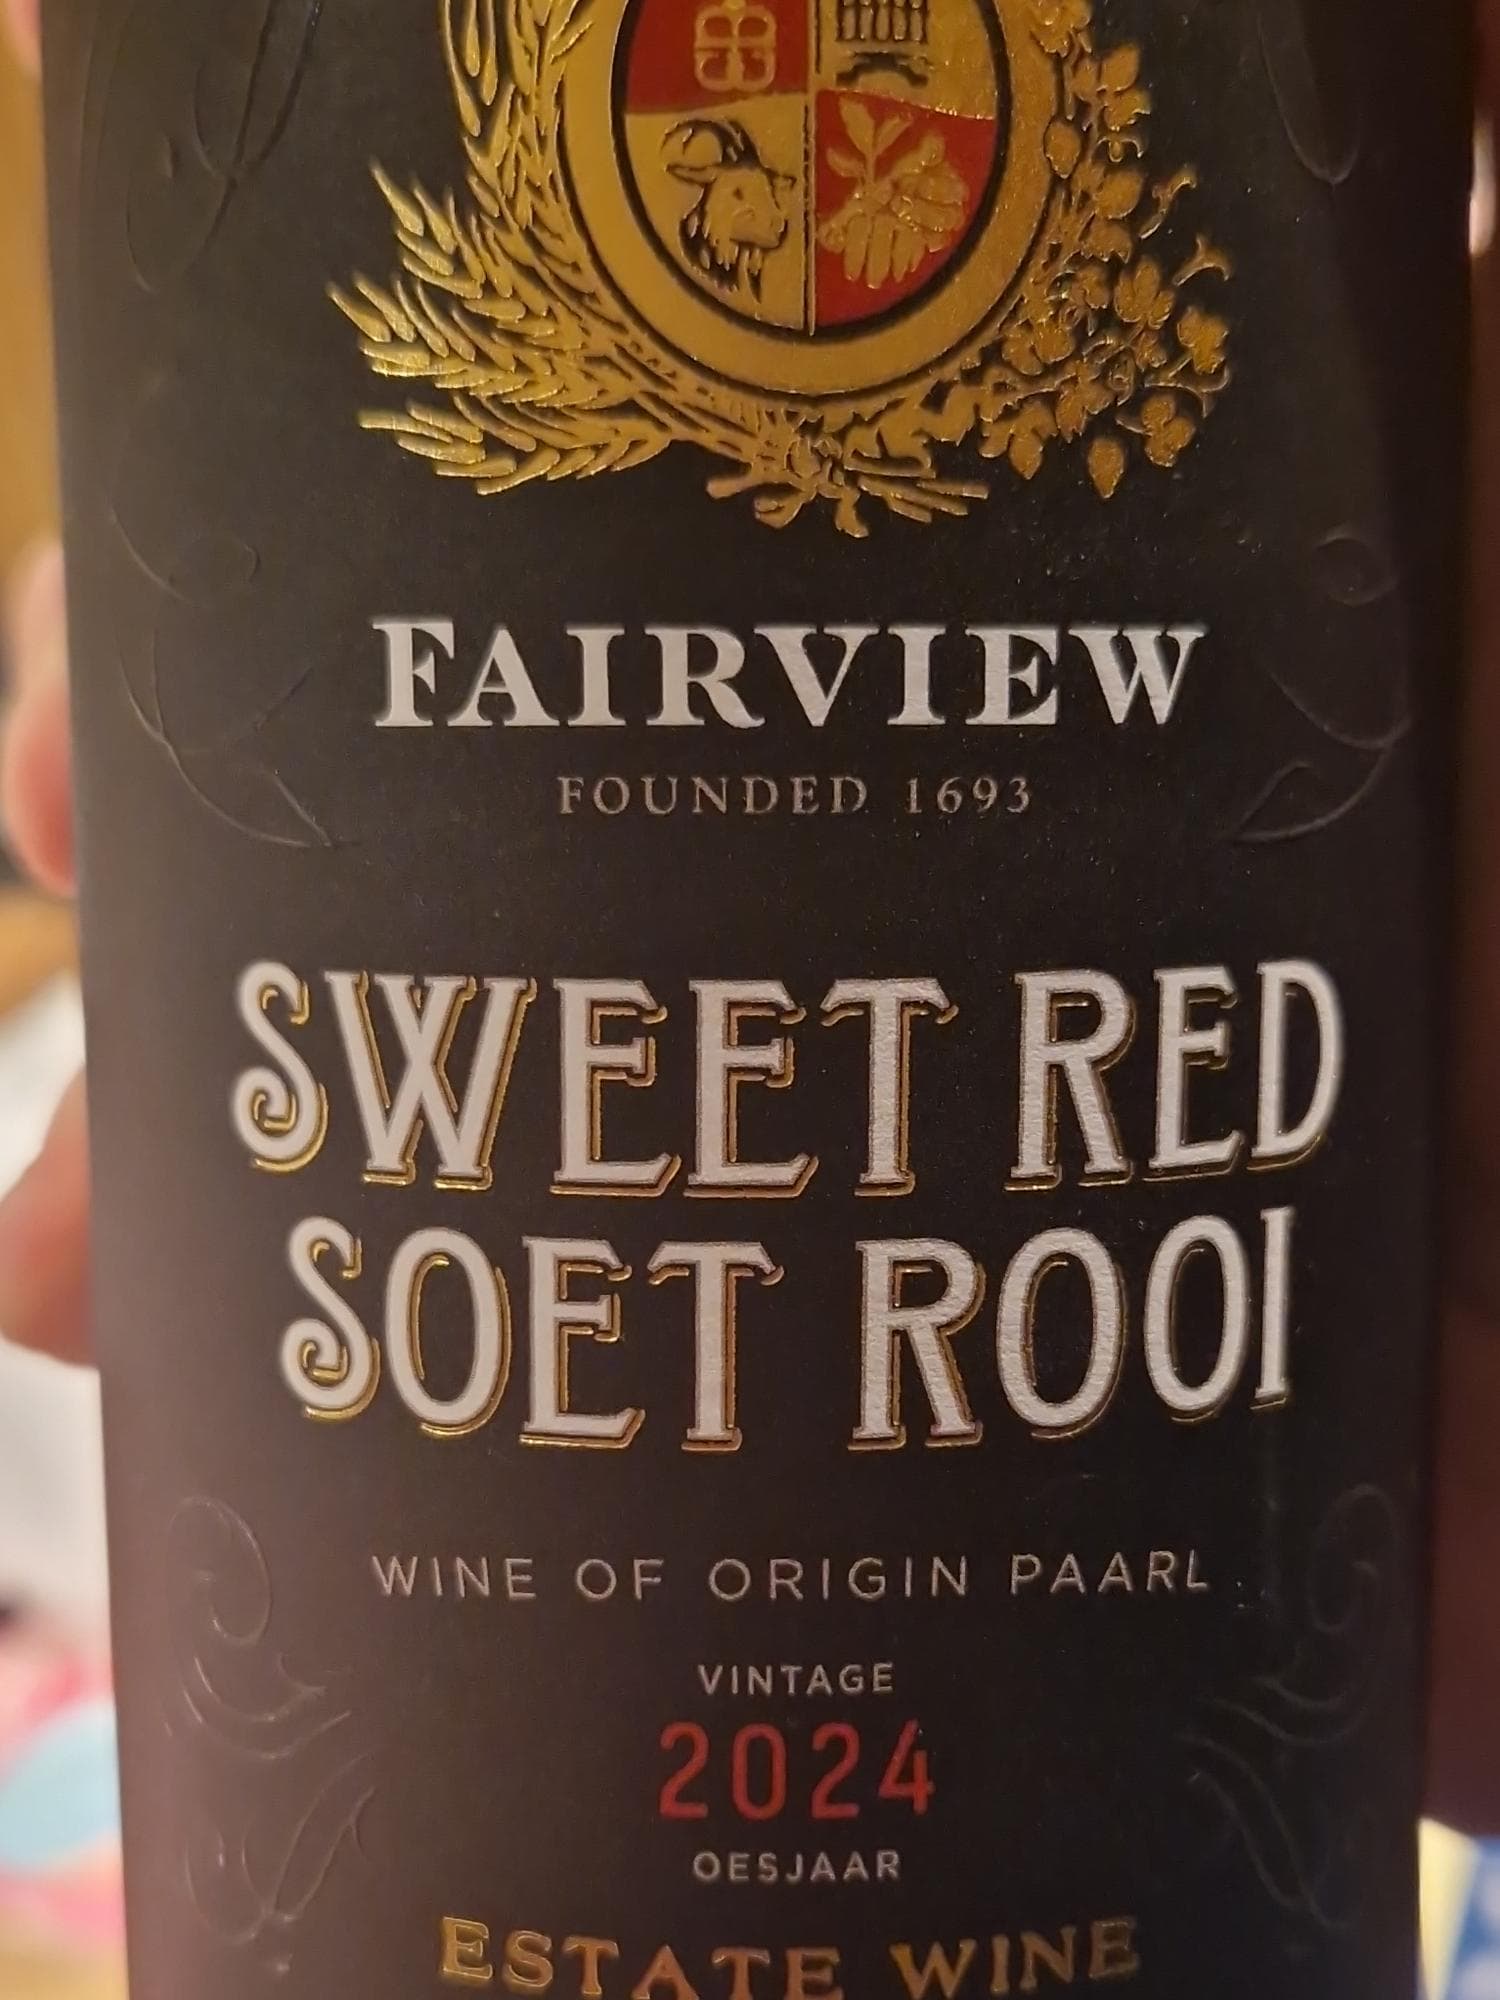 FAIRVIEW
FOUNDED 1693
SWEET RED
SOET ROOI
WINE OF ORIGIN PAARL
VINTAGE
2024
OESJAAR
ESTATE WINE